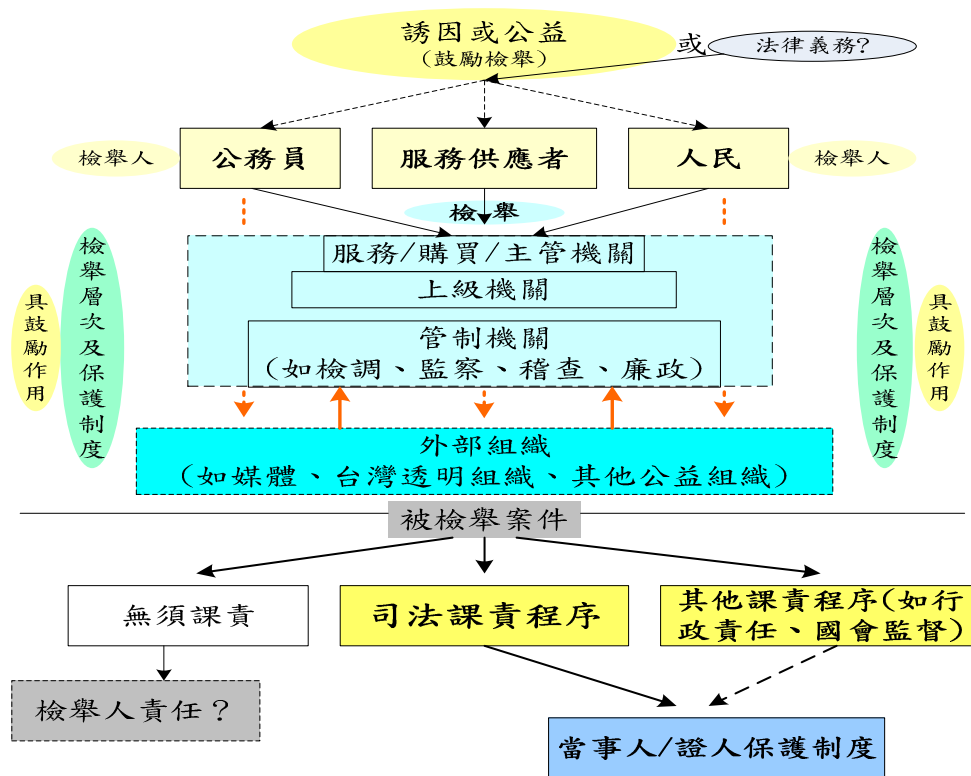 誘因或公益
(鼓勵檢舉)
或
法律義務?
檢舉人
公務員
服務供應者
人民
檢舉人
檢舉
服務/購買/主管機關
上級機關
管制機關
(如檢調、監察、稽查、廉政)
具鼓勵作用
檢舉層次及保護制度
檢舉層次及保護制度
具鼓勵作用
外部組織
(如媒體、台灣透明組織、其他公益組織)
被檢舉案件
無須課責
司法課責程序
其他課責程序(如行
政責任、國會監督)
檢舉人責任？
當事人/證人保護制度